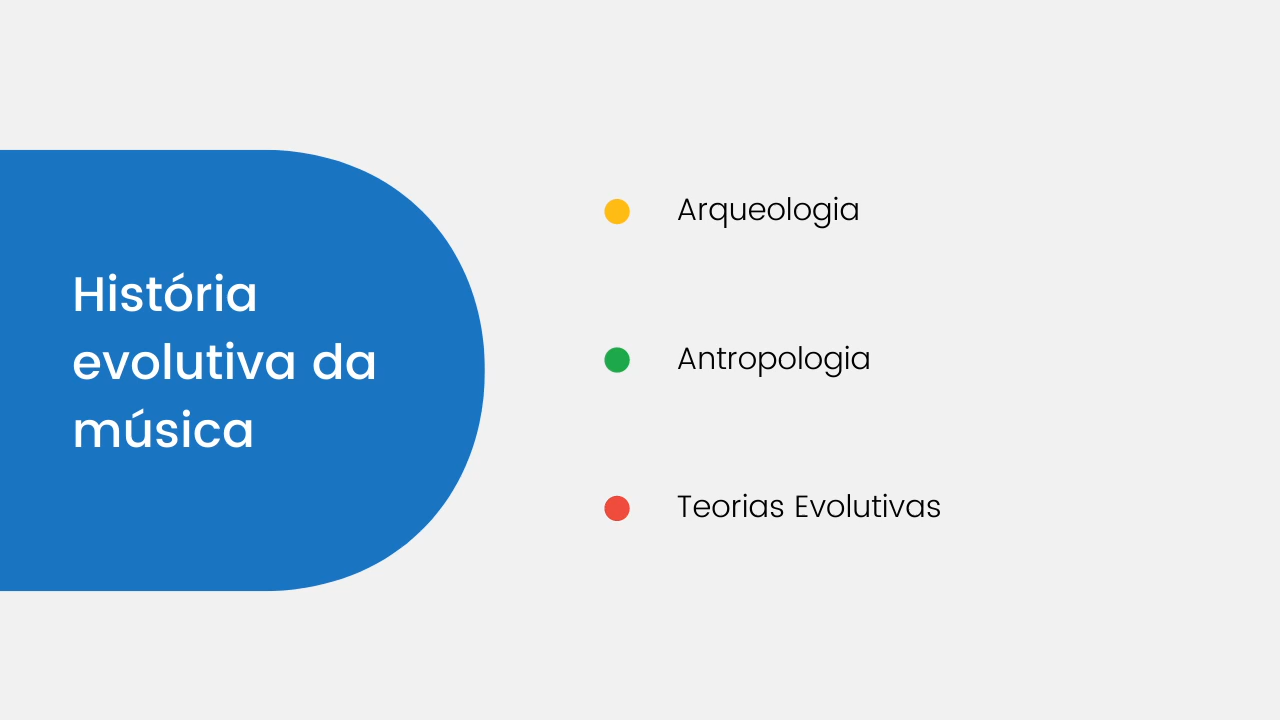 História
evolutiva da
música
Arqueologia
Antropologia
Teorias Evolutivas